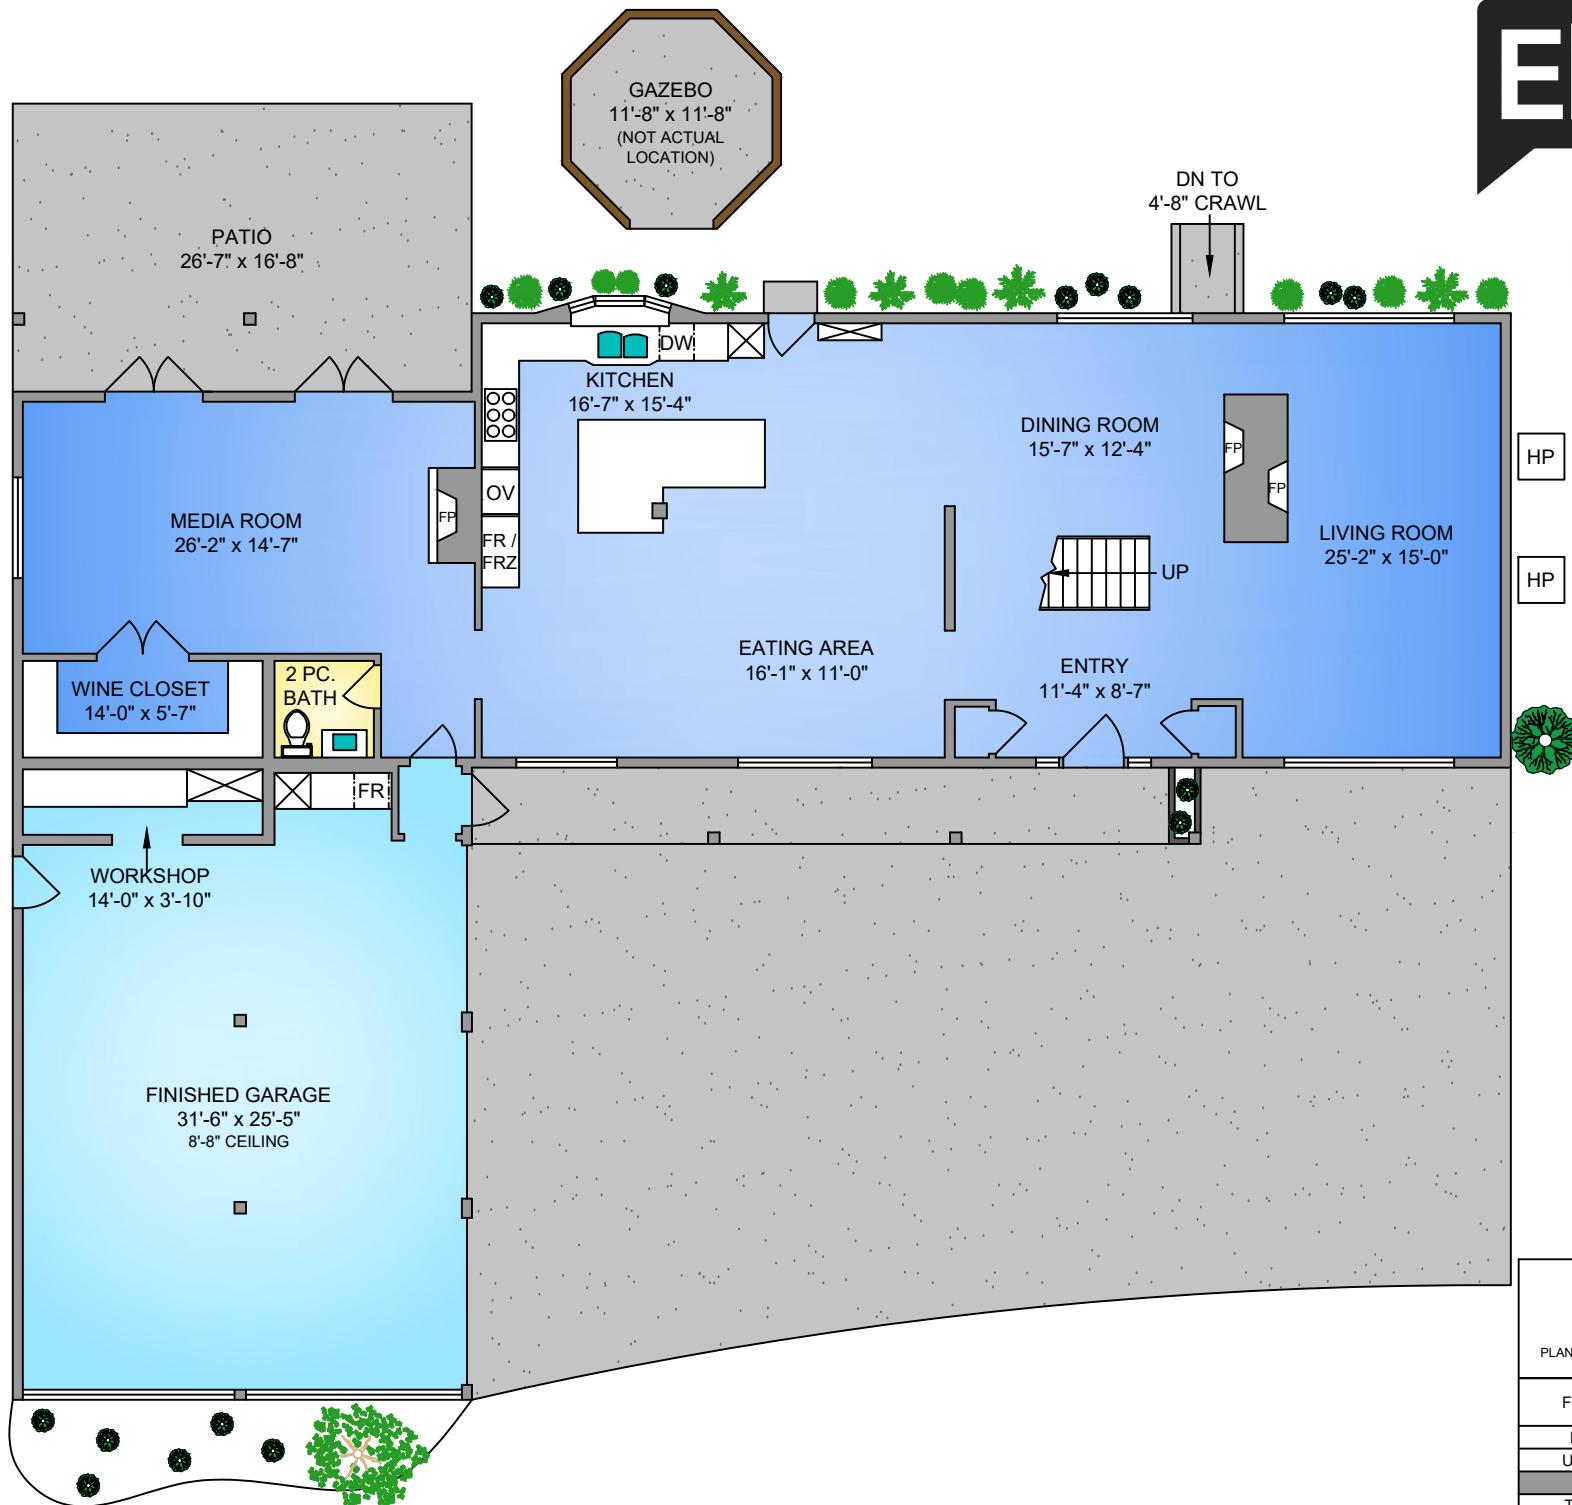 GAZEBO
11'-8" x 11'-8"
(NOT ACTUAL
LOCATION)
DN TO
4'-8" CRAWL
PATIO
26'-7" x 16'-8"
DW
KITCHEN
16'-7" x 15'-4"
DINING ROOM
15'-7" x 12'-4"
FP
FP
HP
OV
FP
FR /
FRZ
MEDIA ROOM
26'-2" x 14'-7"
LIVING ROOM
25'-2" x 15'-0"
UP
HP
EATING AREA
16'-1" x 11'-0"
ENTRY
11'-4" x 8'-7"
2 PC.
BATH
WINE CLOSET
14'-0" x 5'-7"
FR
WORKSHOP
14'-0" x 3'-10"
FINISHED GARAGE
31'-6" x 25'-5"
8'-8" CEILING
PLAN